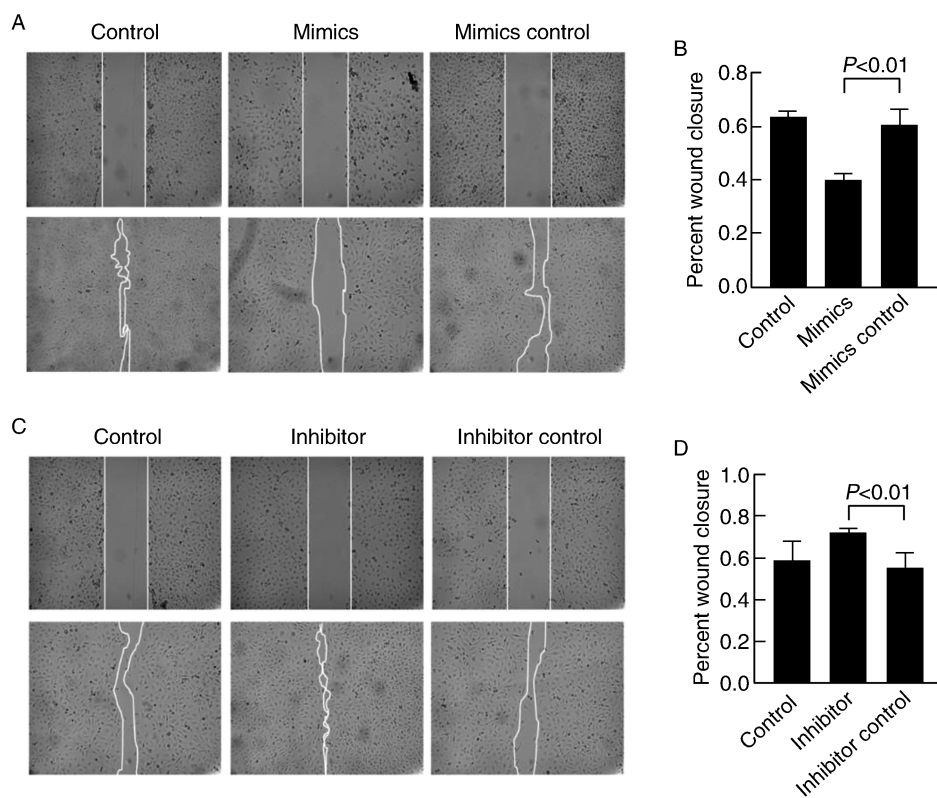 A
Control
Mimics
Mimics control
B
P<0.01
Percent wound closure
0.8
0.6
0.4
0.2
0.0
Control
Mimics
Mimics control
C
Control
Inhibitor
Inhibitor control
D
P<0.01
Percent wound closure
1.0
0.8
0.6
0.4
0.2
0.0
Control
Inhibitor
Inhibitor control